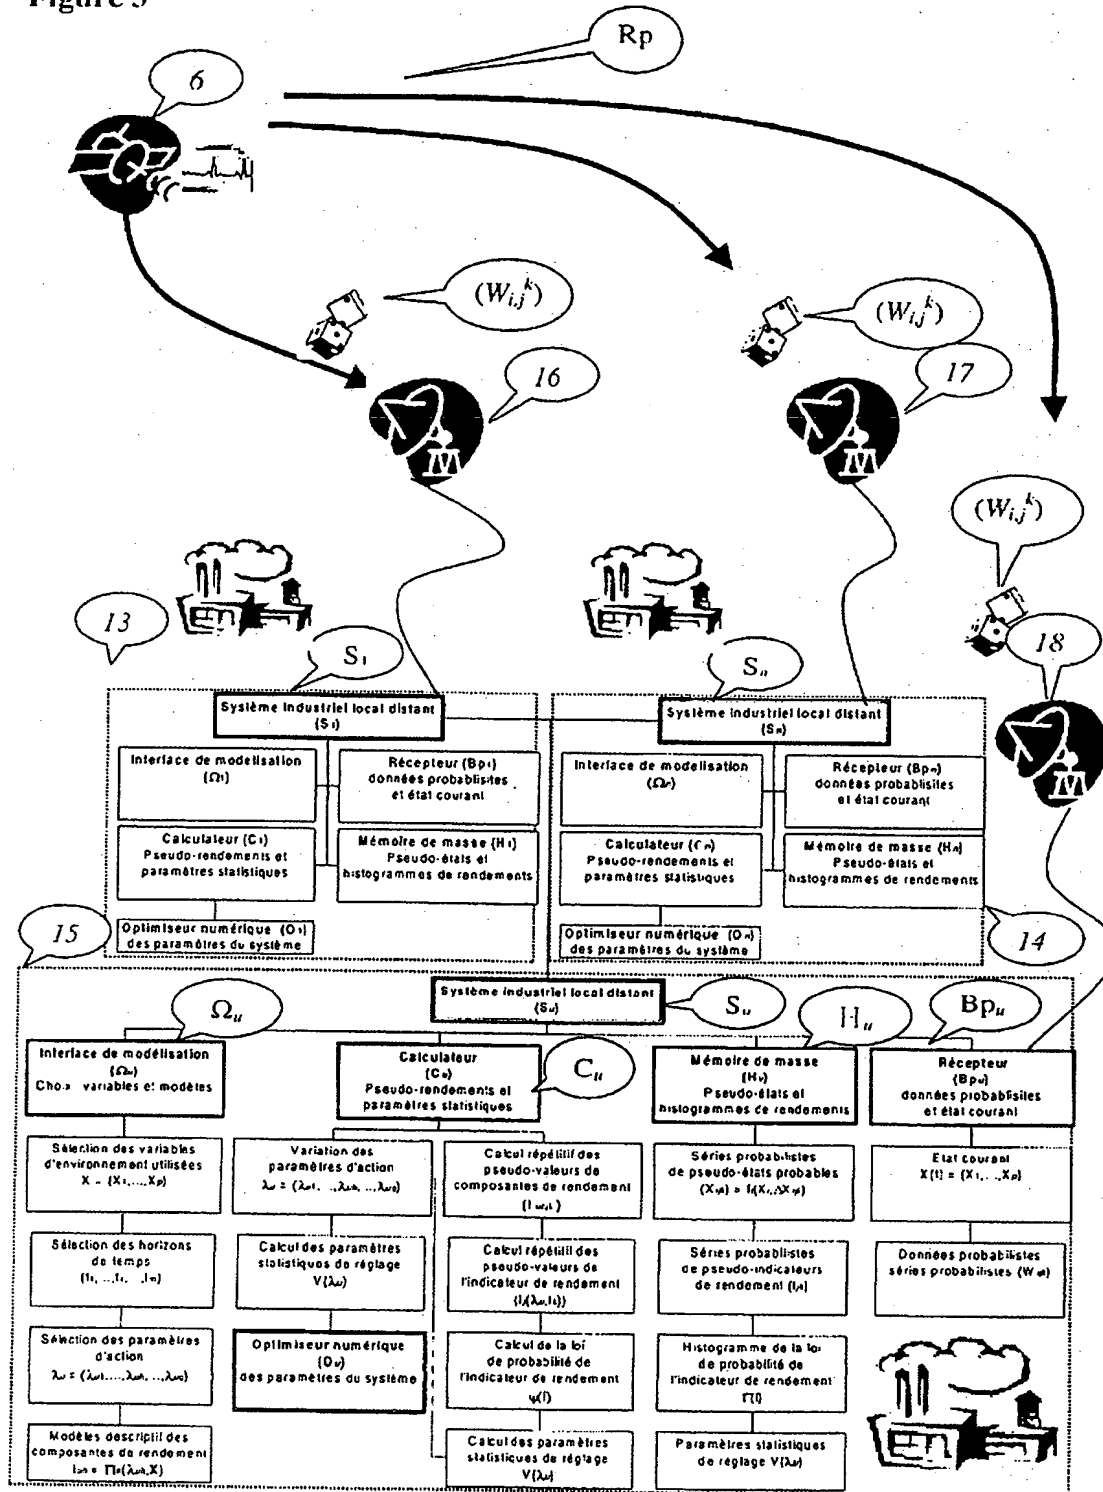 Figure 5
Rp
6
(W_{i,j}^k)
(W_{i,j}^k)
16
17
(W_{i,j}^k)
13
18
S₁
Sₙ
Système industriel local distant
(S₁)
Interface de modélisation
(Ω₁)
Récepteur (Bp₁)
données probablisites
et état courant
Calculateur (C₁)
Pseudo-rendements et
paramètres statistiques
Mémoire de masse (H₁)
Pseudo-états et
histogrammes de rendements
Optimiseur numérique (O₁)
des paramètres du système
Système industriel local distant
(Sₙ)
Interface de modélisation
(Ωₙ)
Récepteur (Bpₙ)
données probablisites
et état courant
Calculateur (Cₙ)
Pseudo-rendements et
paramètres statistiques
Mémoire de masse (Hₙ)
Pseudo-états et
histogrammes de rendements
Optimiseur numérique (Oₙ)
des paramètres du système
15
14
Système industriel local distant
(Sᵤ)
Sᵤ
Ωᵤ
Hᵤ
Bpᵤ
Cᵤ
Interface de modélisation
(Ωᵤ)
variables et modèles
Sélection des variables
d'environnement utilisées
X = {X₁,...,Xₚ}
Sélection des horizons
de temps
Sélection des paramètres
d'action
Modèles descriptif des
composantes de rendement
Calculateur
(Cᵤ)
Pseudo-rendements et
paramètres statistiques
Variation des
paramètres d'action
Calcul des paramètres
statistiques de réglage
V(λᵤ)
Optimiseur numérique
(Oᵤ)
des paramètres du système
Calcul répétitif des
pseudo-valeurs de
composantes de rendement
Calcul répétitif des
pseudo-valeurs de
l'indicateur de rendement
Calcul de la loi
de probabilité de
l'indicateur de rendement
ψ(I)
Calcul des paramètres
statistiques de réglage
V(λᵤ)
Mémoire de masse
(Hᵤ)
Pseudo-états et
histogrammes de rendements
Séries probabilistes
de pseudo-états probables
Séries probabilistes
de pseudo-indicateurs
de rendement
Histogramme de la loi
de probabilité de
l'indicateur de rendement
Γ(I)
Paramètres statistiques
de réglage V(λᵤ)
Récepteur
(Bpᵤ)
données probablisites
et état courant
Etat courant
X(t) = {X₁,...,Xₚ}
Données probabilistes
séries probabilistes